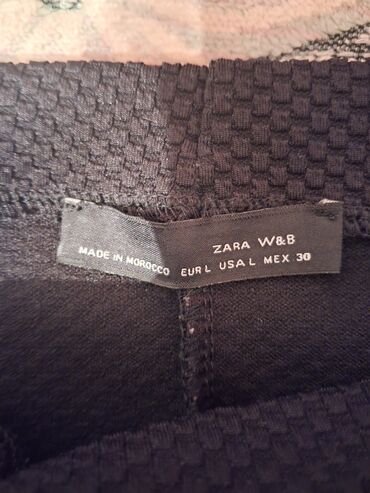 ZARA W&B
MADE IN MOROCCO EUR L USA L MEX 30